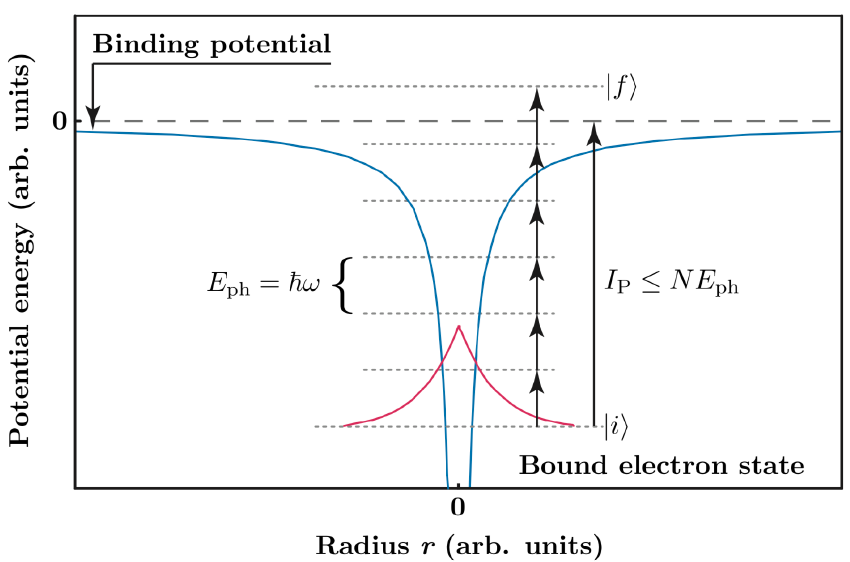 Binding potential
|f⟩
0
E_ph = ħω {
I_P ≤ NE_ph
|i⟩
Bound electron state
0
Radius r (arb. units)
Potential energy (arb. units)